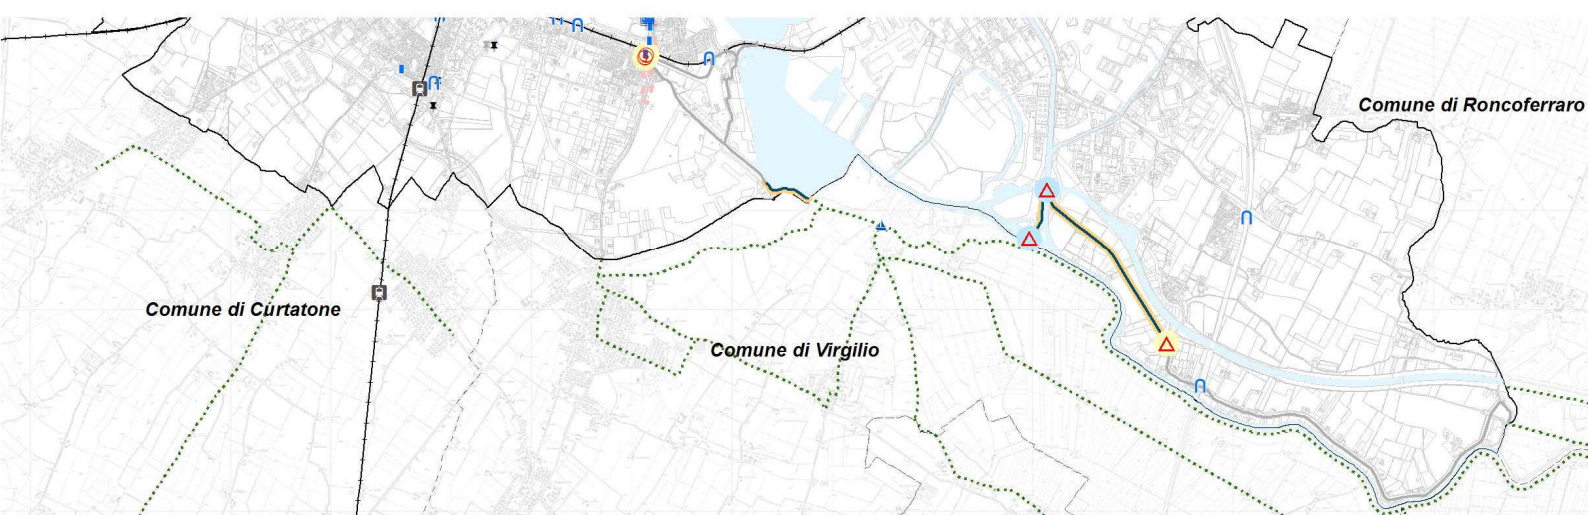 Comune di Roncoferraro
Comune di Curtatone
Comune di Virgilio